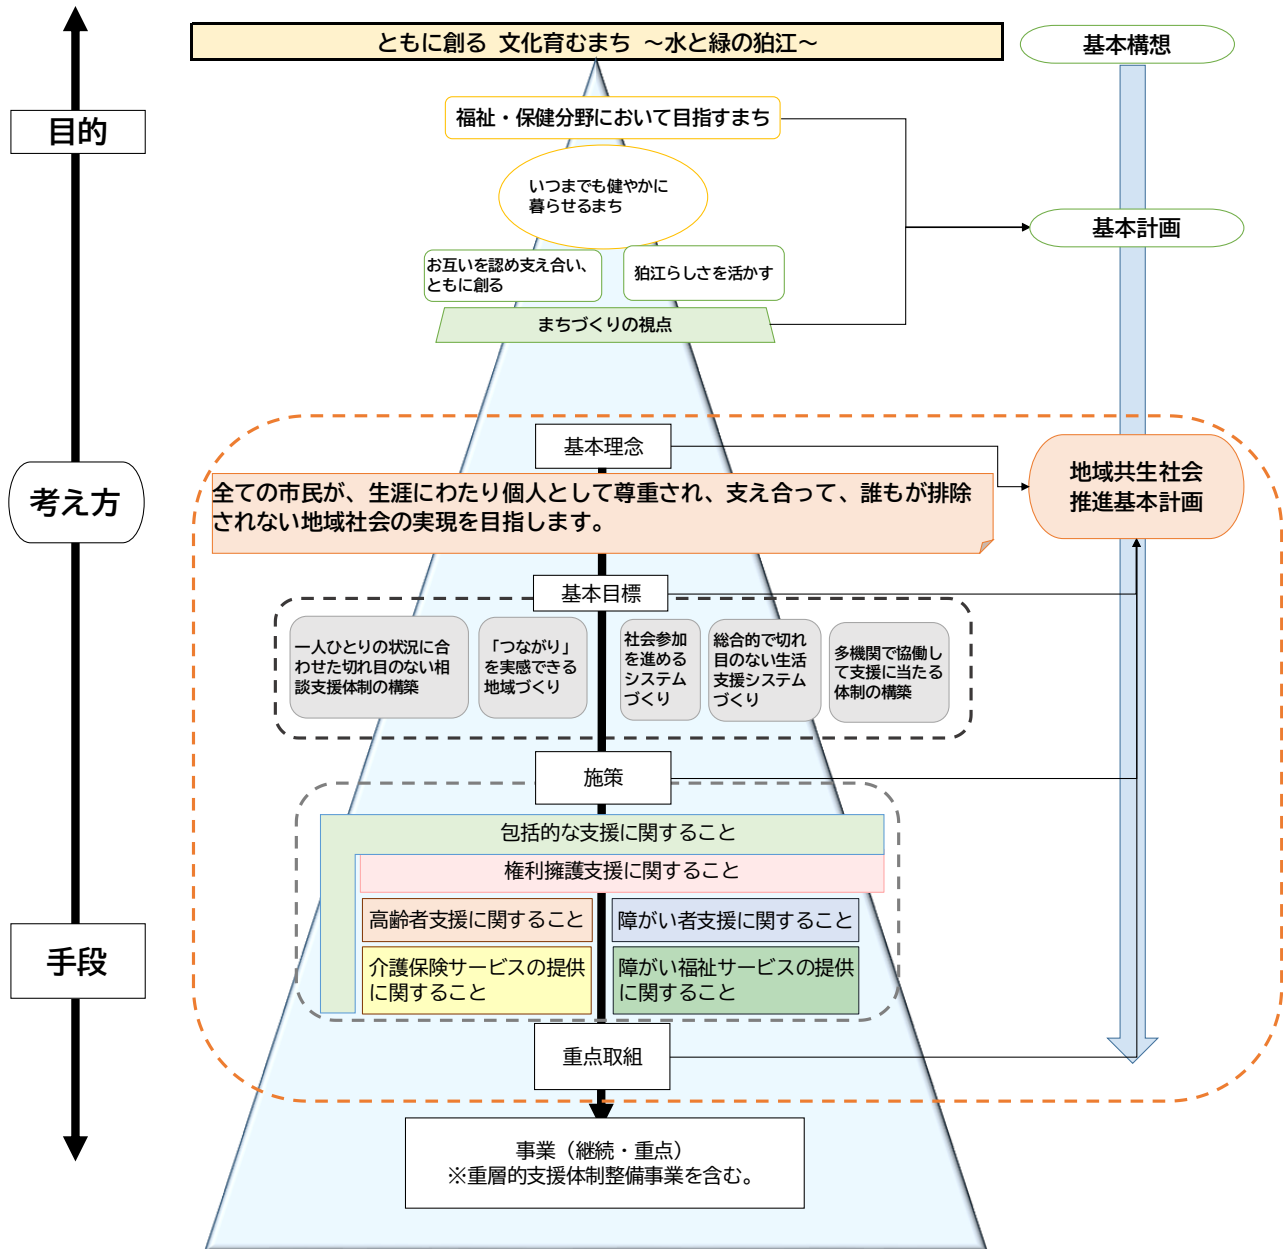 ともに創る 文化育むまち ～水と緑の狛江～
基本構想
目的
福祉・保健分野において目指すまち
いつまでも健やかに
暮らせるまち
基本計画
お互いを認め支え合い、
ともに創る
狛江らしさを活かす
まちづくりの視点
考え方
基本理念
地域共生社会
推進基本計画
全ての市民が、生涯にわたり個人として尊重され、支え合って、誰もが排除
されない地域社会の実現を目指します。
基本目標
一人ひとりの状況に合
わせた切れ目のない相
談支援体制の構築
「つながり」
を実感できる
地域づくり
社会参加
を進める
システム
づくり
総合的で切れ
目のない生活
支援システム
づくり
多機関で協働し
て支援に当たる
体制の構築
施策
包括的な支援に関すること
権利擁護支援に関すること
高齢者支援に関すること
障がい者支援に関すること
介護保険サービスの提供
に関すること
障がい福祉サービスの提供
に関すること
手段
重点取組
事業（継続・重点）
※重層的支援体制整備事業を含む。